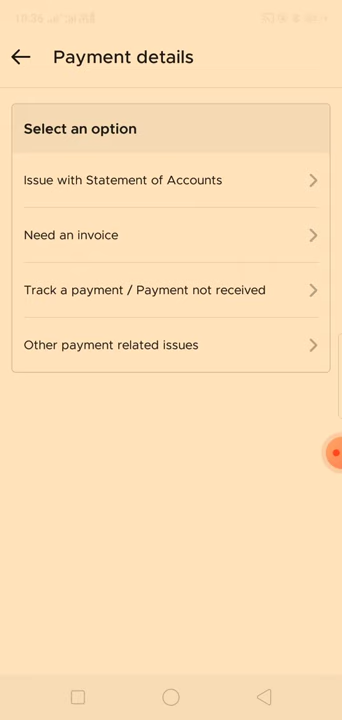 Payment details
Select an option
Issue with Statement of Accounts
Need an invoice
Track a payment / Payment not received
Other payment related issues